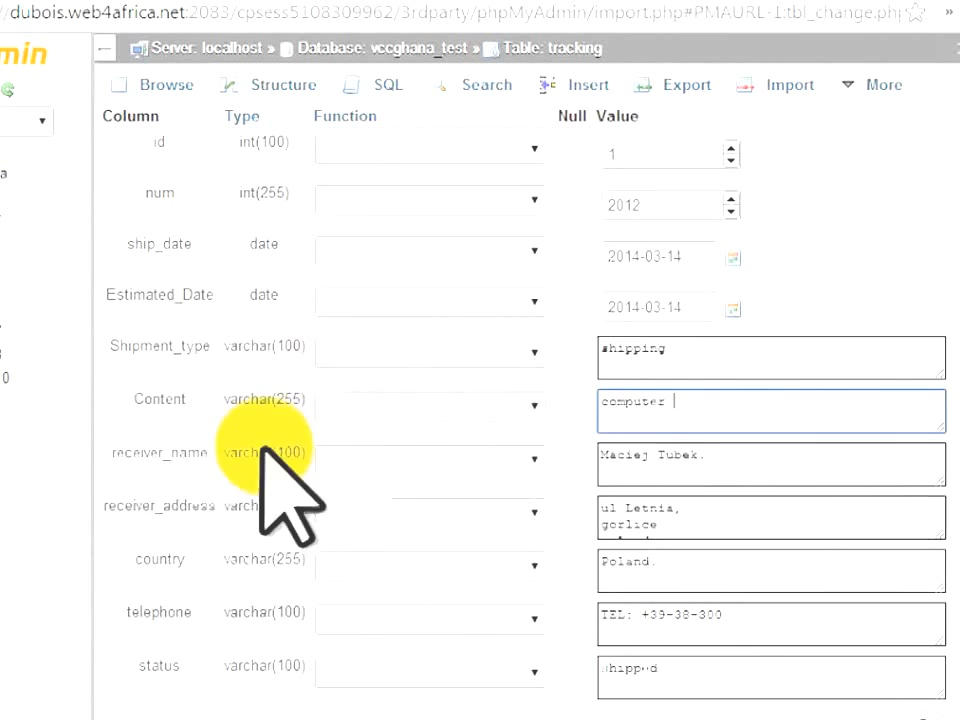 dubois.web4africa.net:2083/cpsess5108309962/3rdparty/phpMyAdmin/import.php#PMAURL-1:tbl_change.php
min
Server: localhost » Database: vccghana_test » Table: tracking
Browse Structure SQL Search Insert Export Import More
Column Type Function Null Value
id int(100) 1
num int(255) 2012
ship_date date 2014-03-14
Estimated_Date date 2014-03-14
Shipment_type varchar(100) shipping
Content varchar(255) computer
receiver_name varchar(100) Maciej Tubek.
receiver_address varch ul Letnia,
gorlice
country varchar(255) Poland.
telephone varchar(100) TEL: +39-38-300
status varchar(100) shipped